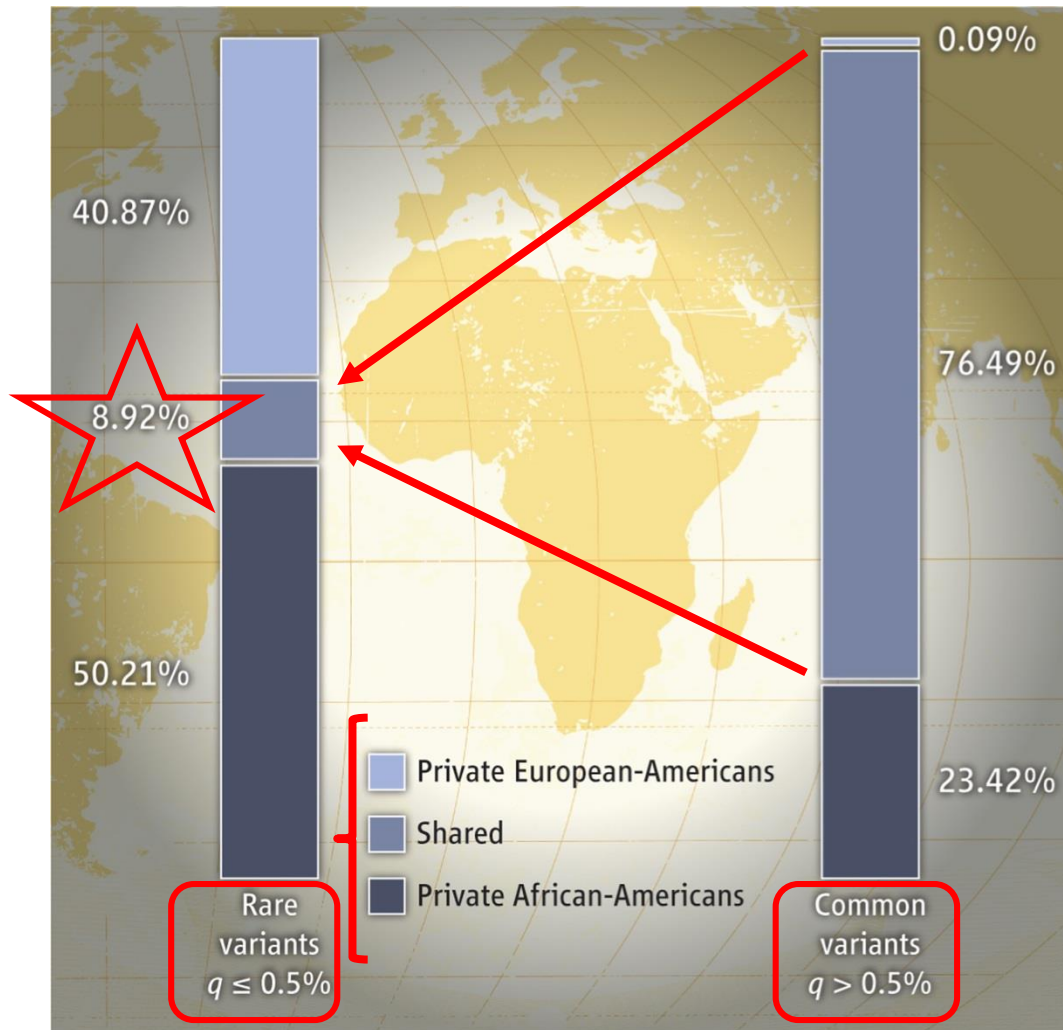 0.09%
40.87%
76.49%
8.92%
50.21%
23.42%
Private European-Americans
Shared
Private African-Americans
Rare
variants
q ≤ 0.5%
Common
variants
q > 0.5%